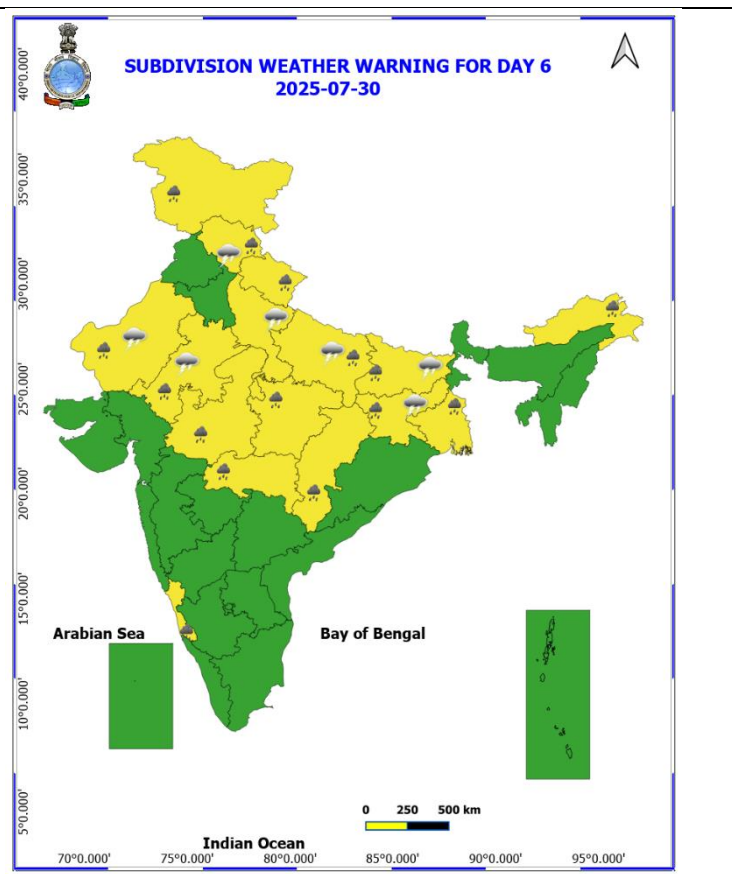 SUBDIVISION WEATHER WARNING FOR DAY 6
2025-07-30
40°0.000'
35°0.000'
30°0.000'
25°0.000'
20°0.000'
15°0.000'
10°0.000'
5°0.000'
Arabian Sea
Bay of Bengal
0 250 500 km
Indian Ocean
70°0.000' 75°0.000' 80°0.000' 85°0.000' 90°0.000' 95°0.000'